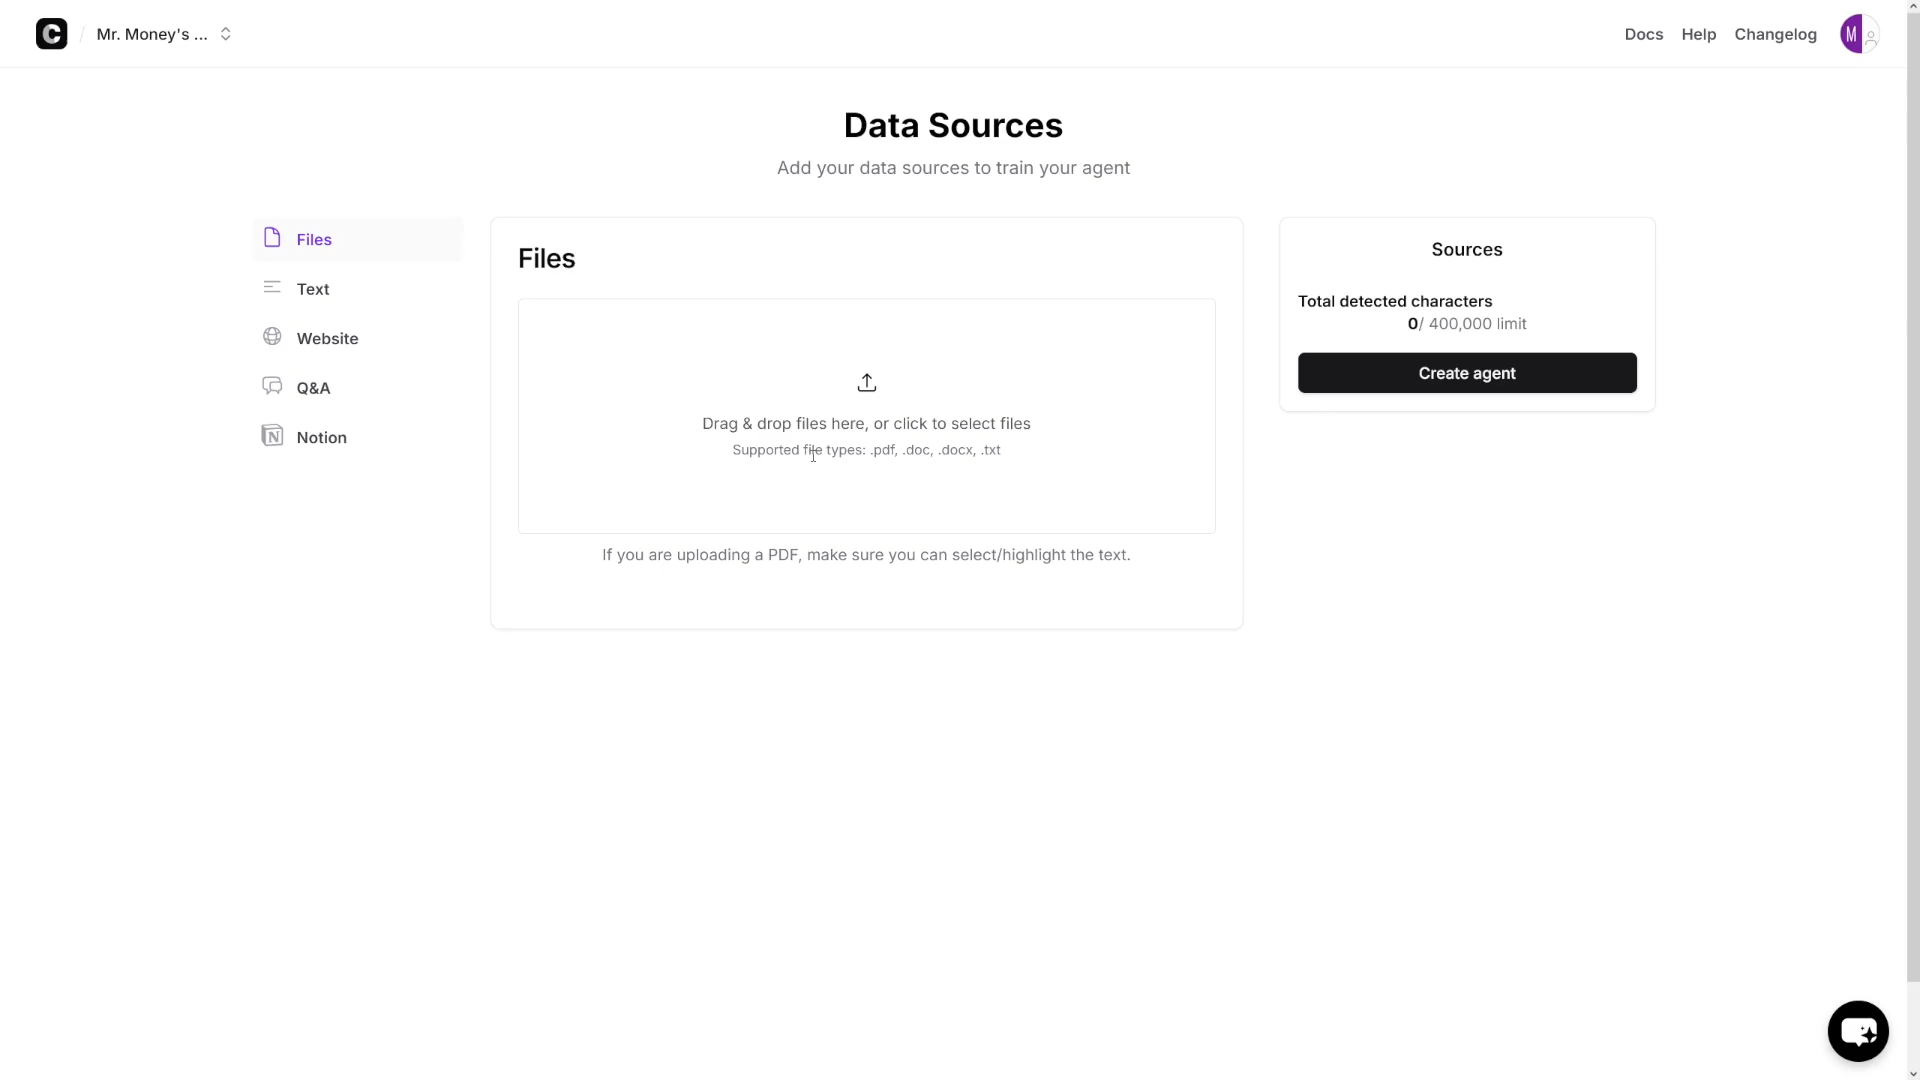 C / Mr. Money's ...
Docs Help Changelog M
Data Sources
Add your data sources to train your agent
Files
Text
Website
Q&A
Notion
Files
Drag & drop files here, or click to select files
Supported file types: .pdf, .doc, .docx, .txt
If you are uploading a PDF, make sure you can select/highlight the text.
Sources
Total detected characters
0/ 400,000 limit
Create agent